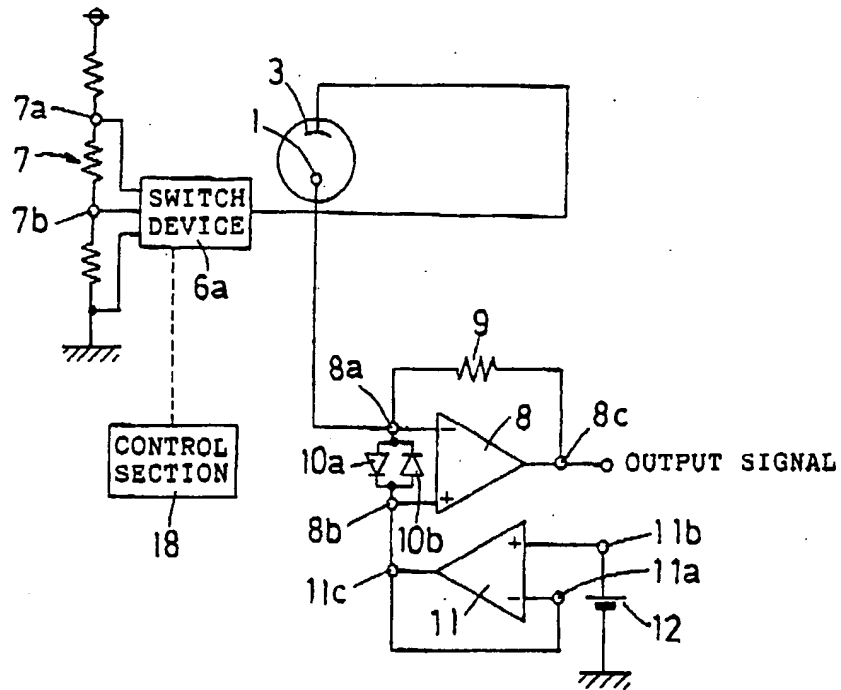 3
7a
1
7
SWITCH
DEVICE
7b
6a
9
8a
8
8c
CONTROL
SECTION
10a
OUTPUT SIGNAL
8b
10b
18
11b
11a
11c
11
12